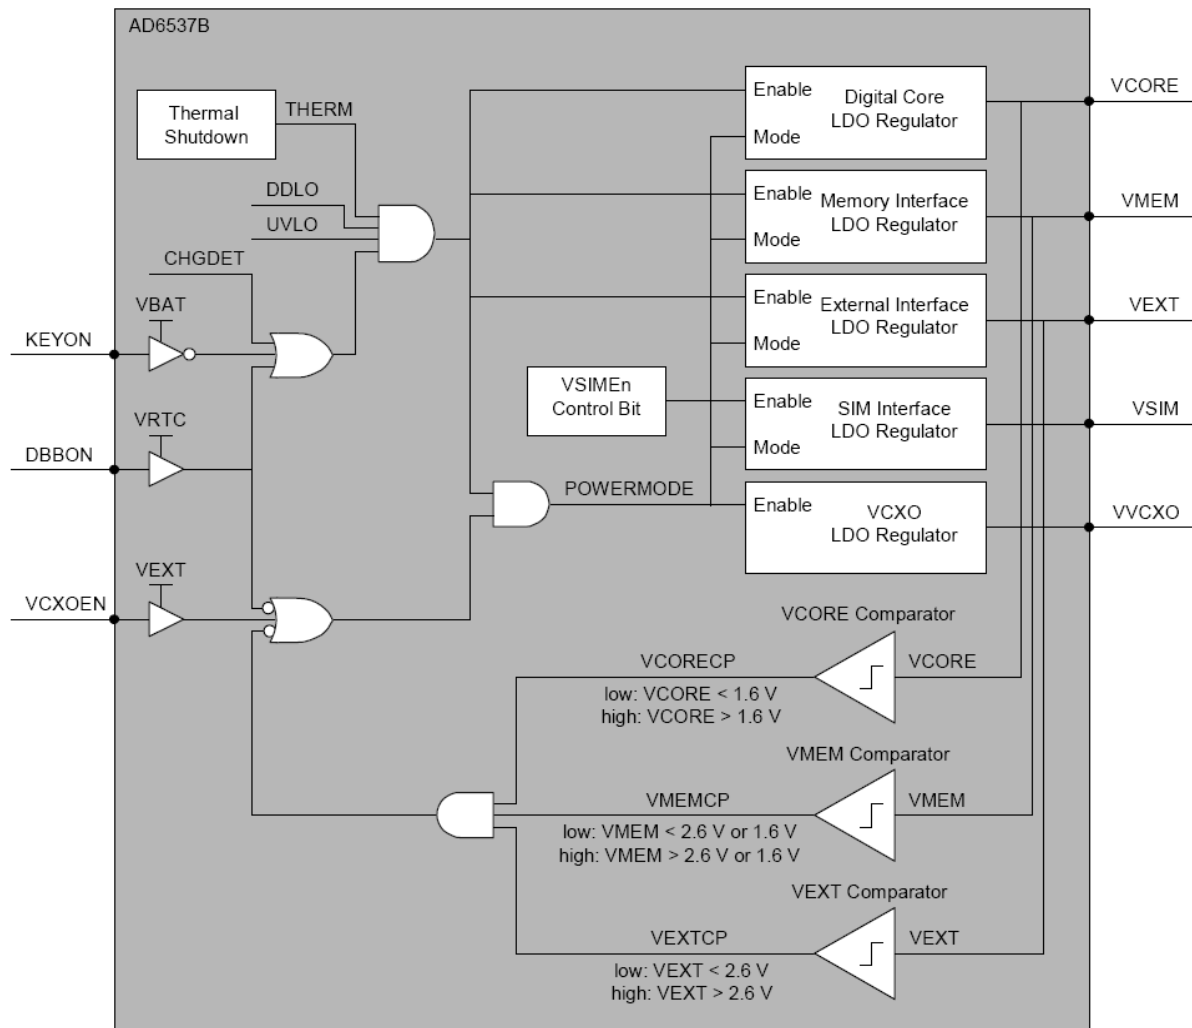 AD6537B
Thermal
Shutdown
THERM
DDLO
UVLO
CHGDET
VBAT
KEYON
VRTC
DBBON
VEXT
VCXOEN
Enable
Digital Core
LDO Regulator
Mode
VCORE
Enable
Memory Interface
LDO Regulator
Mode
VMEM
Enable
External Interface
LDO Regulator
Mode
VEXT
VSIMEn
Control Bit
Enable
SIM Interface
LDO Regulator
Mode
VSIM
POWERMODE
Enable
VCXO
LDO Regulator
VVCXO
VCORE Comparator
VCORECP
VCORE
low: VCORE < 1.6 V
high: VCORE > 1.6 V
VMEM Comparator
VMEMCP
VMEM
low: VMEM < 2.6 V or 1.6 V
high: VMEM > 2.6 V or 1.6 V
VEXT Comparator
VEXTCP
VEXT
low: VEXT < 2.6 V
high: VEXT > 2.6 V